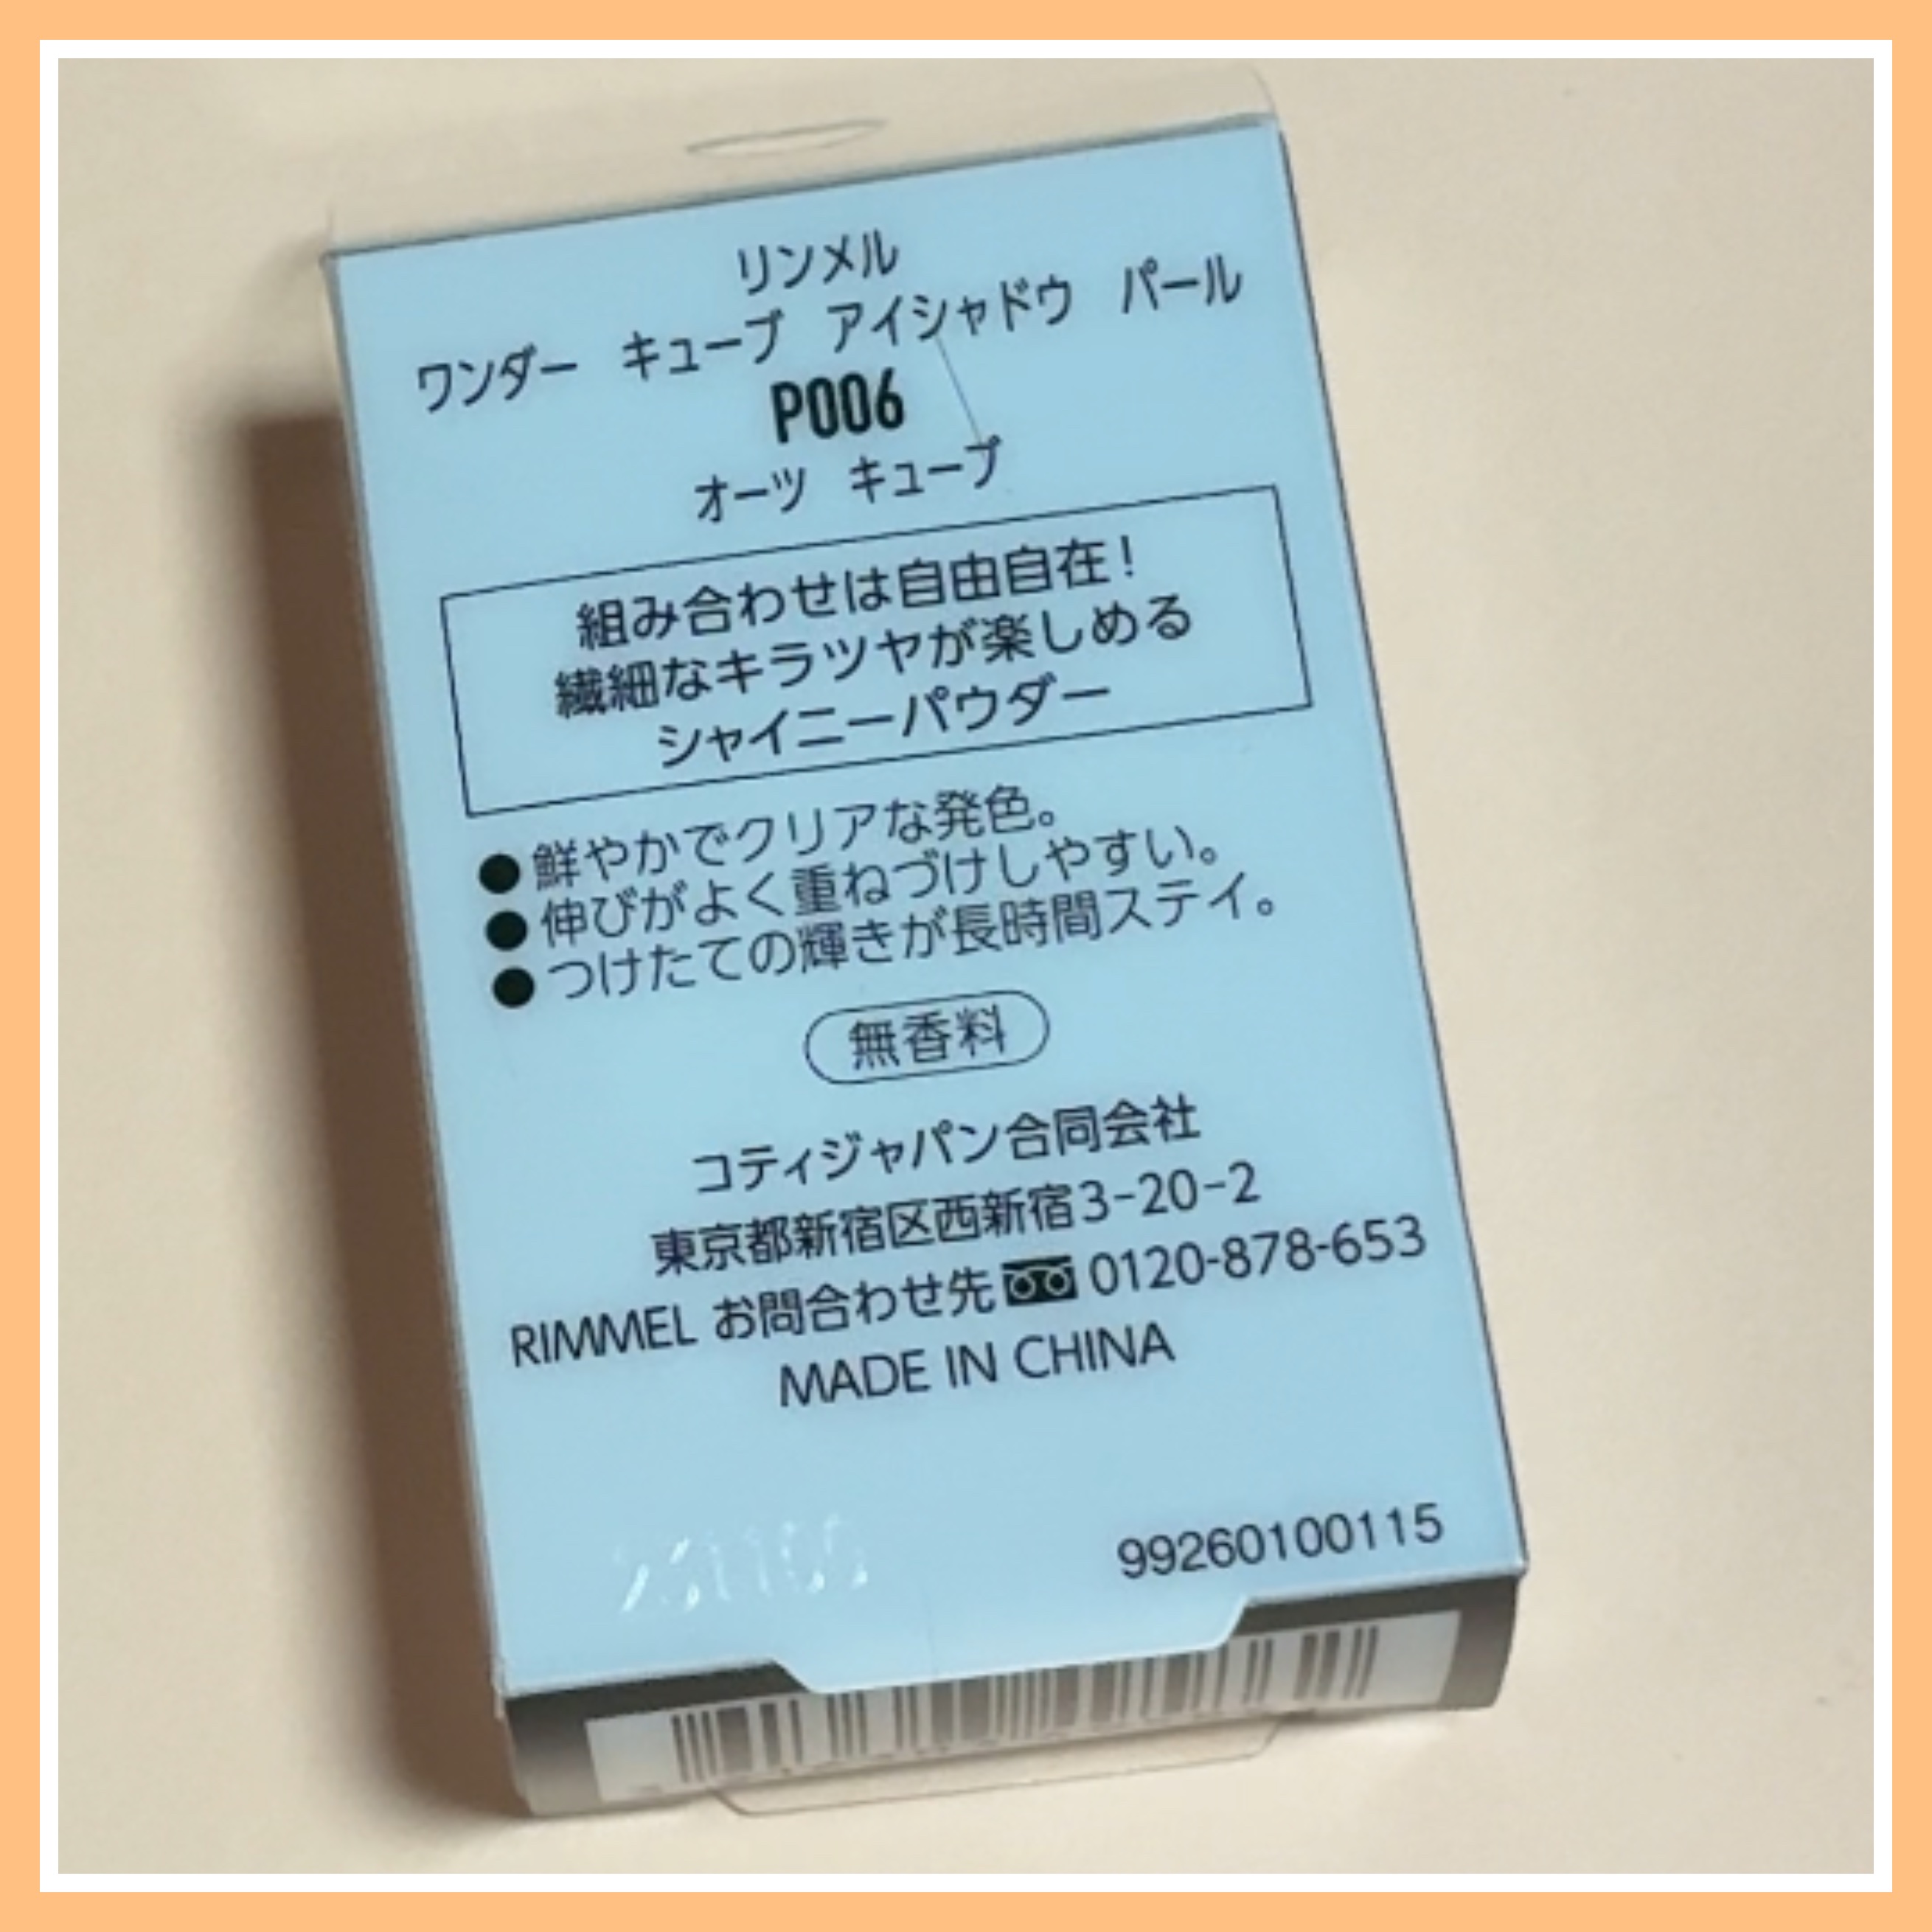 リンメル
ワンダー キューブ アイシャドウ パール
P006
オーツ キューブ
組み合わせは自由自在!
繊細なキラツヤが楽しめる
シャイニーパウダー
●鮮やかでクリアな発色。
●伸びがよく重ねづけしやすい。
●つけたての輝きが長時間ステイ。
無香料
コティジャパン合同会社
東京都新宿区西新宿3-20-2
RIMMEL お問合わせ先 0120-878-653
MADE IN CHINA
99260100115